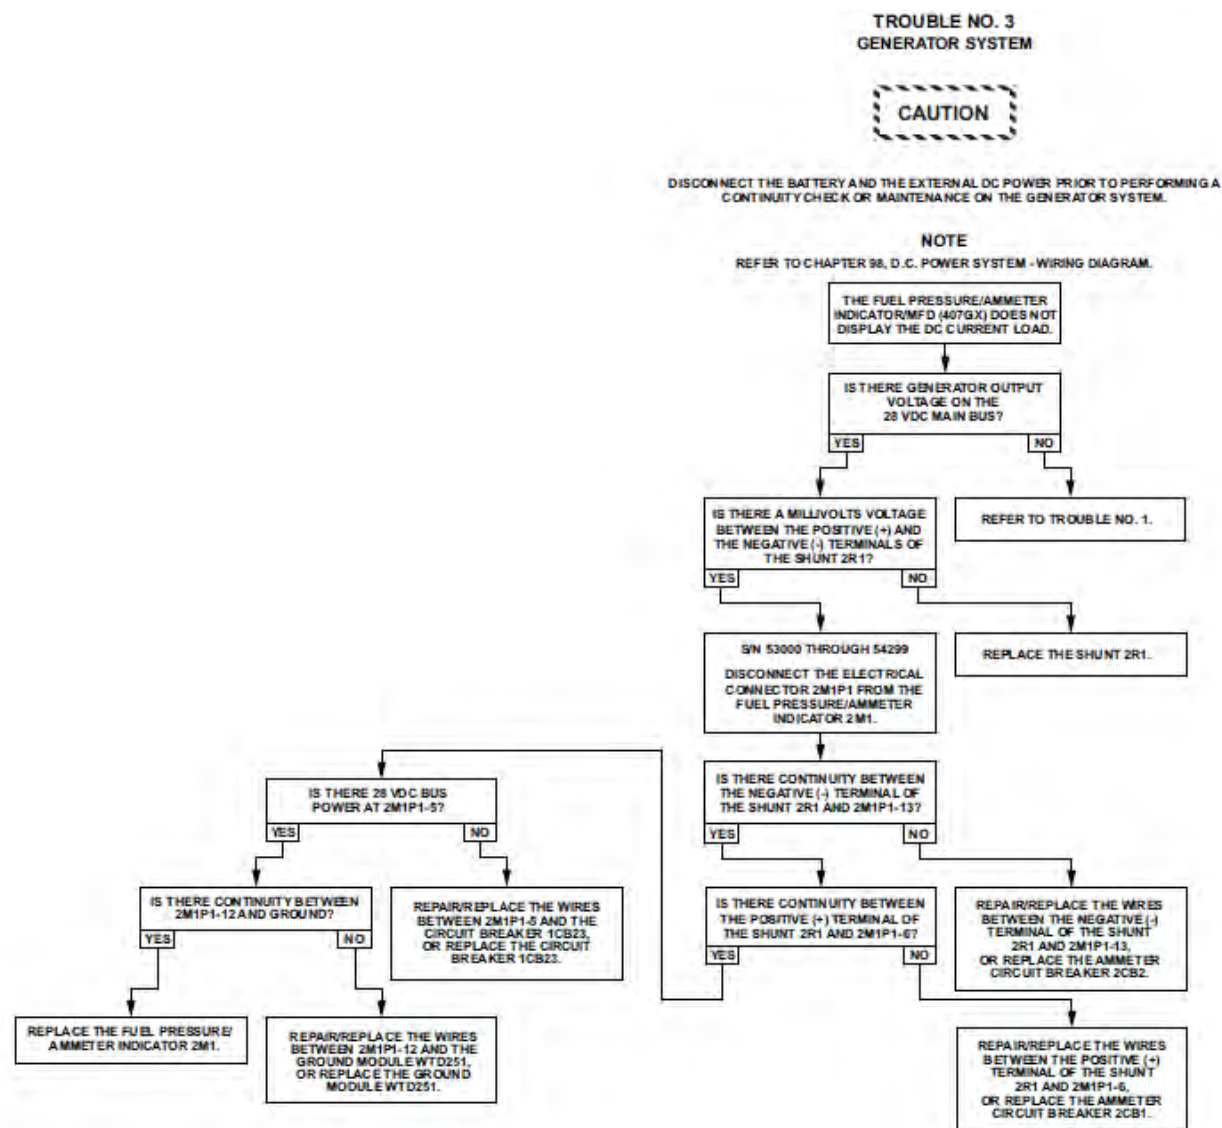 TROUBLE NO. 3
GENERATOR SYSTEM
CAUTION
DISCONNECT THE BATTERY AND THE EXTERNAL DC POWER PRIOR TO PERFORMING A
CONTINUITY CHECK OR MAINTENANCE ON THE GENERATOR SYSTEM.
NOTE
REFER TO CHAPTER 98, D.C. POWER SYSTEM - WIRING DIAGRAM.
THE FUEL PRESSURE/AMMETER
INDICATOR/MFD (407GX) DOES NOT
DISPLAY THE DC CURRENT LOAD.
IS THERE GENERATOR OUTPUT
VOLTAGE ON THE
28 VDC MAIN BUS?
YES
NO
IS THERE A MILLIVOLTS VOLTAGE
BETWEEN THE POSITIVE (+) AND
THE NEGATIVE (-) TERMINALS OF
THE SHUNT 2R1?
YES
NO
REFER TO TROUBLE NO. 1.
S/N 53000 THROUGH 54299
DISCONNECT THE ELECTRICAL
CONNECTOR 2M1P1 FROM THE
FUEL PRESSURE/AMMETER
INDICATOR 2M1.
REPLACE THE SHUNT 2R1.
IS THERE CONTINUITY BETWEEN
THE NEGATIVE (-) TERMINAL OF
THE SHUNT 2R1 AND 2M1P1-13?
YES
NO
IS THERE 28 VDC BUS
POWER AT 2M1P1-5?
YES
NO
IS THERE CONTINUITY BETWEEN
2M1P1-12 AND GROUND?
YES
NO
REPAIR/REPLACE THE WIRES
BETWEEN 2M1P1-5 AND THE
CIRCUIT BREAKER 1CB23,
OR REPLACE THE CIRCUIT
BREAKER 1CB23.
IS THERE CONTINUITY BETWEEN
THE POSITIVE (+) TERMINAL OF
THE SHUNT 2R1 AND 2M1P1-6?
YES
NO
REPAIR/REPLACE THE WIRES
BETWEEN THE NEGATIVE (-)
TERMINAL OF THE SHUNT
2R1 AND 2M1P1-13,
OR REPLACE THE AMMETER
CIRCUIT BREAKER 2CB2.
REPLACE THE FUEL PRESSURE/
AMMETER INDICATOR 2M1.
REPAIR/REPLACE THE WIRES
BETWEEN 2M1P1-12 AND THE
GROUND MODULE WTD251,
OR REPLACE THE GROUND
MODULE WTD251.
REPAIR/REPLACE THE WIRES
BETWEEN THE POSITIVE (+)
TERMINAL OF THE SHUNT
2R1 AND 2M1P1-6,
OR REPLACE THE AMMETER
CIRCUIT BREAKER 2CB1.